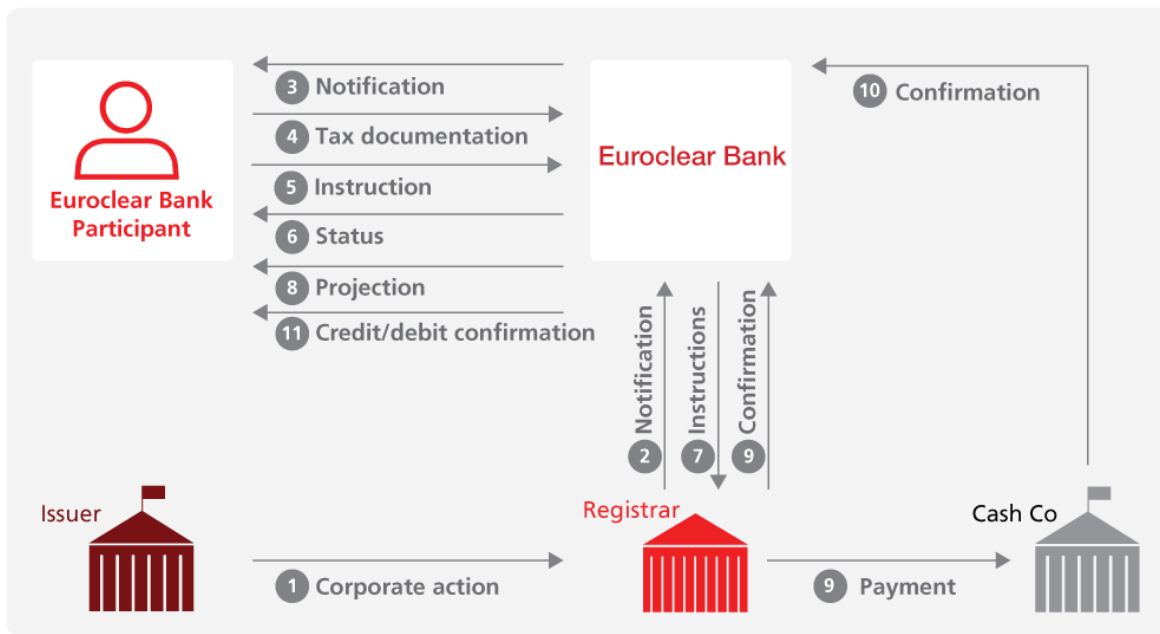 3 Notification
10 Confirmation
4 Tax documentation
Euroclear Bank
5 Instruction
Euroclear Bank
Participant
6 Status
8 Projection
11 Credit/debit confirmation
2 Notification
7 Instructions
9 Confirmation
Issuer
Registrar
Cash Co
1 Corporate action
9 Payment